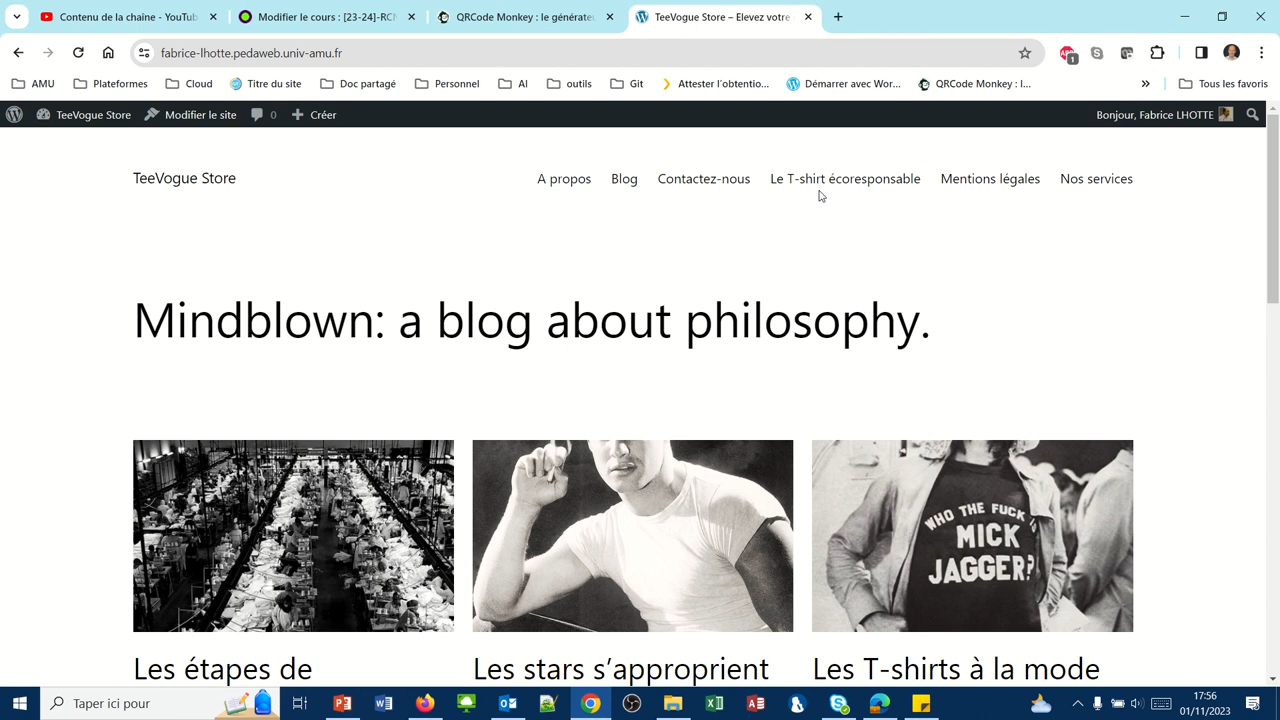 Contenu de la chaîne - YouTub
Modifier le cours : [23-24]-RCM
QRCode Monkey : le générateu
TeeVogue Store – Elevez votre
fabrice-lhotte.pedaweb.univ-amu.fr
1
AMU
Plateformes
Cloud
Titre du site
Doc partagé
Personnel
AI
outils
Git
Attester l'obtentio...
Démarrer avec Wor...
QRCode Monkey : l...
»
Tous les favoris
TeeVogue Store
Modifier le site
0
Créer
Bonjour, Fabrice LHOTTE
TeeVogue Store
A propos
Blog
Contactez-nous
Le T-shirt écoresponsable
Mentions légales
Nos services
Mindblown: a blog about philosophy.
WHO THE FUCK IS
MICK
JAGGER?
Les étapes de
Les stars s’approprient
Les T-shirts à la mode
Taper ici pour
17:56
01/11/2023